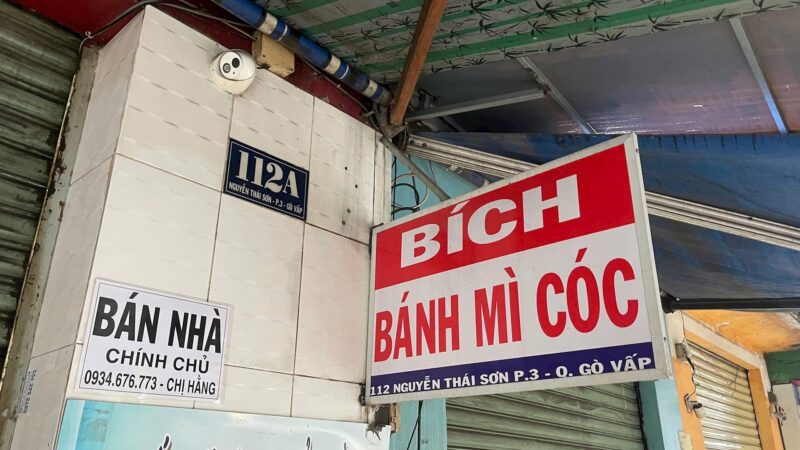 112A
NGUYỄN THÁI SƠN - P.3 - GÒ VẤP
BÍCH
BÁNH MÌ CÓC
112 NGUYỄN THÁI SƠN P.3 - Q. GÒ VẤP
BÁN NHÀ
CHÍNH CHỦ
0934.676.773 - CHỊ HẰNG